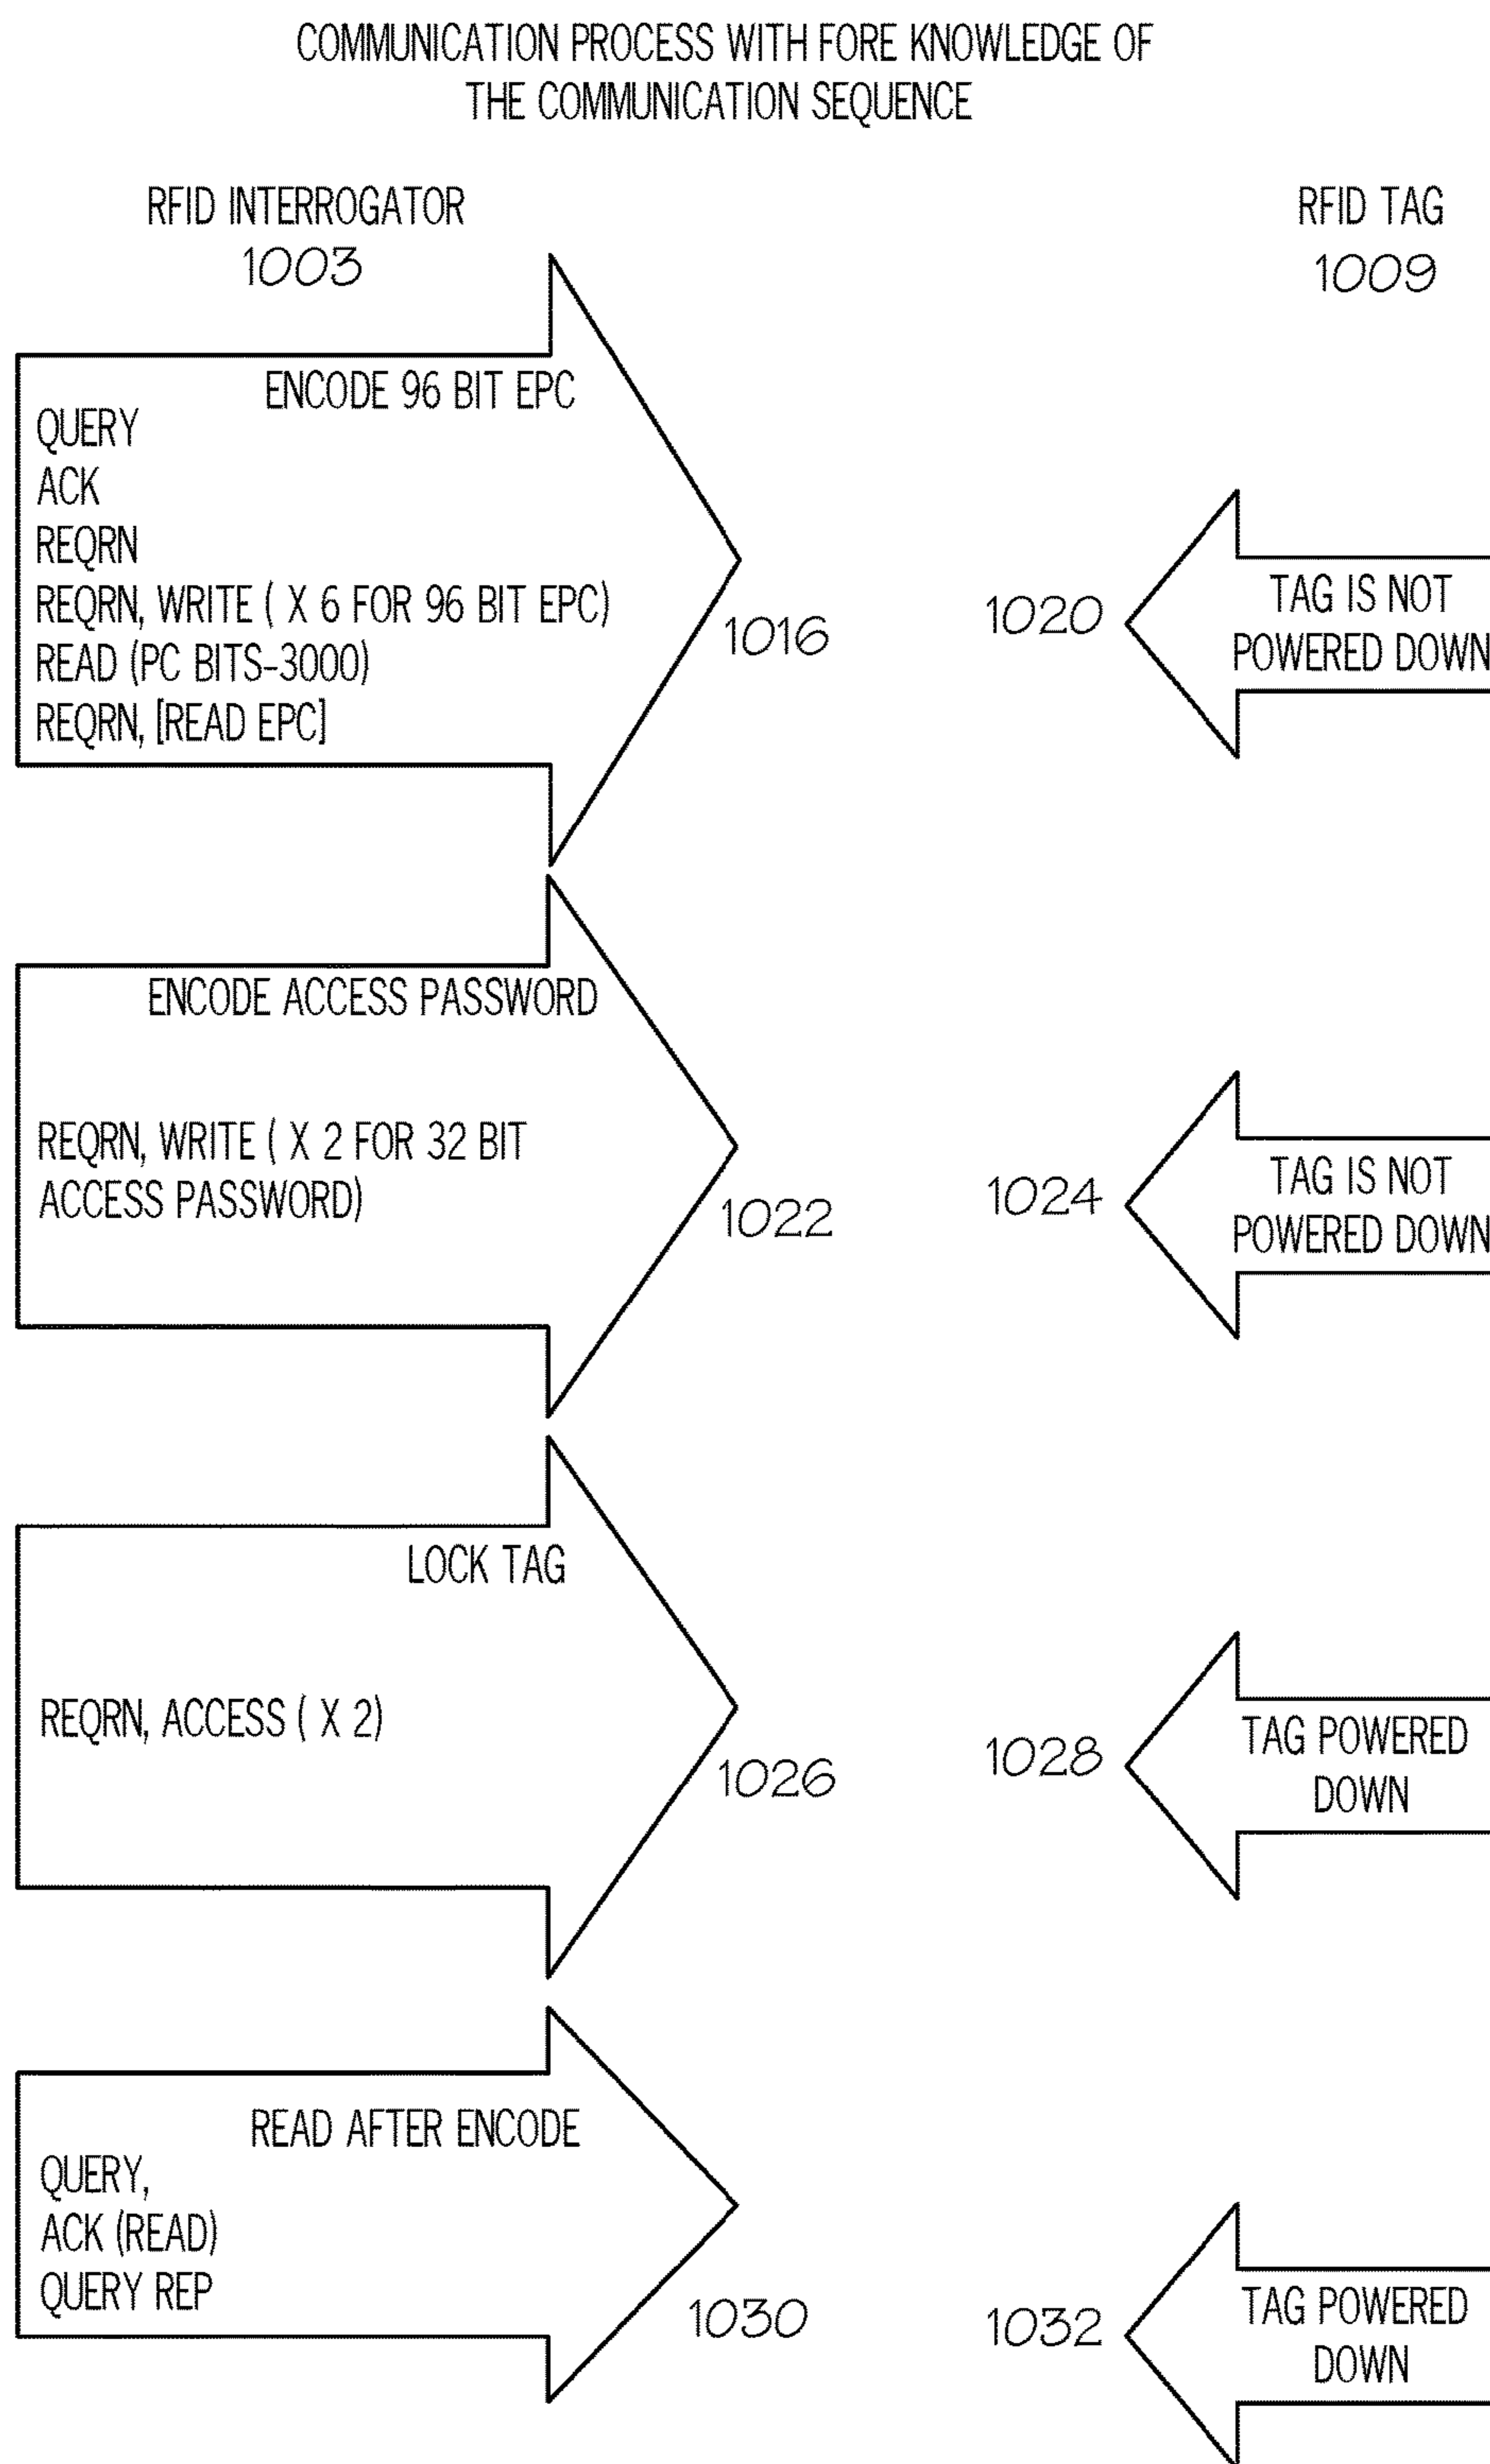 COMMUNICATION PROCESS WITH FORE KNOWLEDGE OF
THE COMMUNICATION SEQUENCE
RFID INTERROGATOR
1003
RFID TAG
1009
ENCODE 96 BIT EPC
QUERY
ACK
REQRN
REQRN, WRITE ( X 6 FOR 96 BIT EPC)
READ (PC BITS-3000)
REQRN, [READ EPC]
1016
1020
TAG IS NOT
POWERED DOWN
ENCODE ACCESS PASSWORD
REQRN, WRITE ( X 2 FOR 32 BIT
ACCESS PASSWORD)
1022
1024
TAG IS NOT
POWERED DOWN
LOCK TAG
REQRN, ACCESS ( X 2)
1026
1028
TAG POWERED
DOWN
READ AFTER ENCODE
QUERY,
ACK (READ)
QUERY REP
1030
1032
TAG POWERED
DOWN